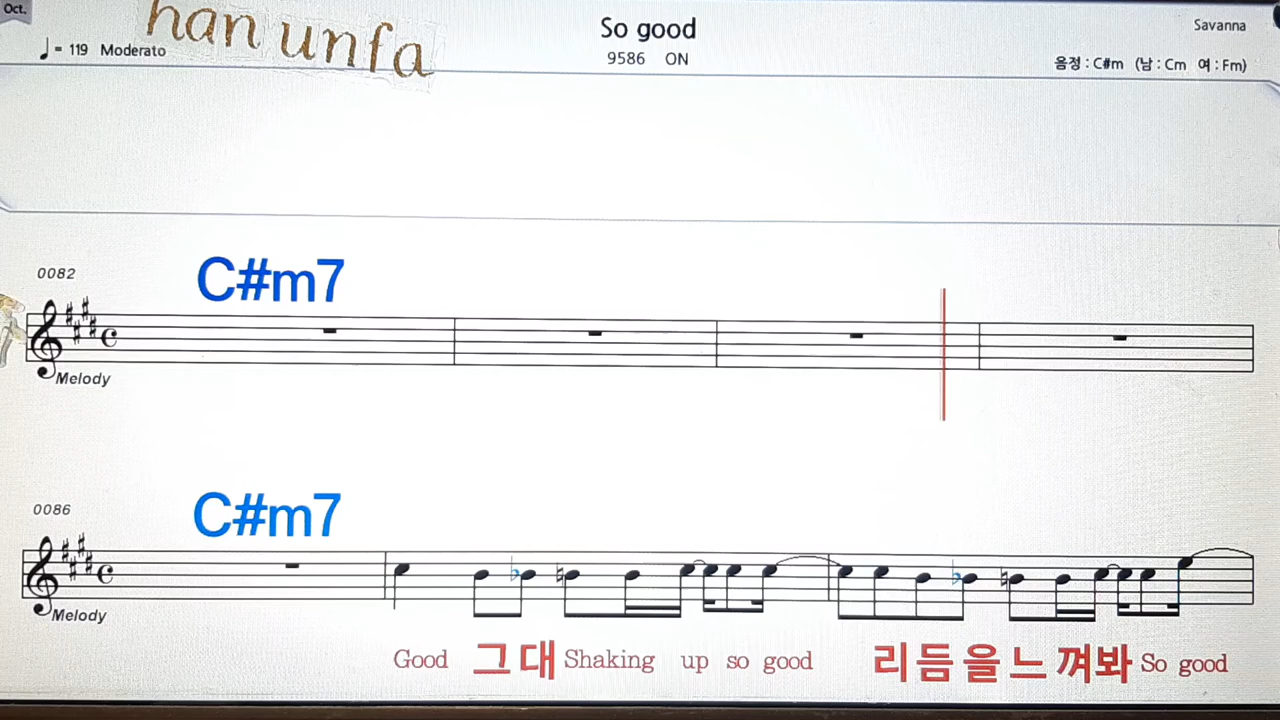 Oct.
han unfa
So good
Savanna
♩= 119 Moderato
9586 ON
음정 : C#m (남 : Cm 여 : Fm)
C#m7
0082
Melody
C#m7
0086
Melody
Good 그대 Shaking up so good 리듬을느껴봐 So good